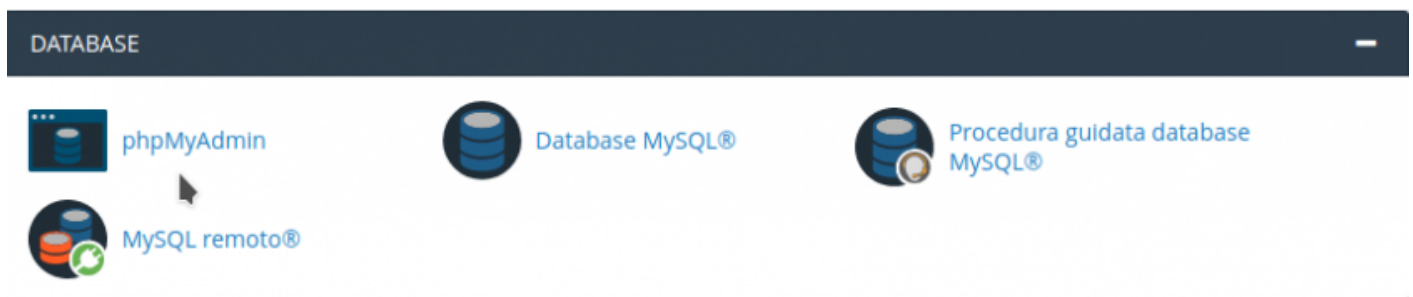 DATABASE
phpMyAdmin
Database MySQL®
Procedura guidata database
MySQL®
MySQL remoto®